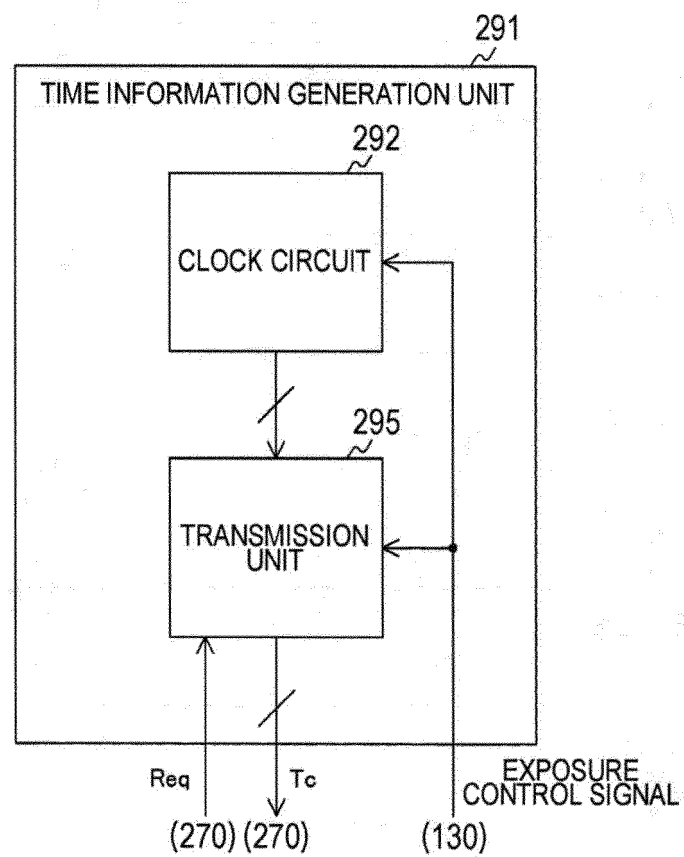 291
TIME INFORMATION GENERATION UNIT
292
CLOCK CIRCUIT
295
TRANSMISSION
UNIT
Req
Tc
EXPOSURE
CONTROL SIGNAL
(270) (270) (130)